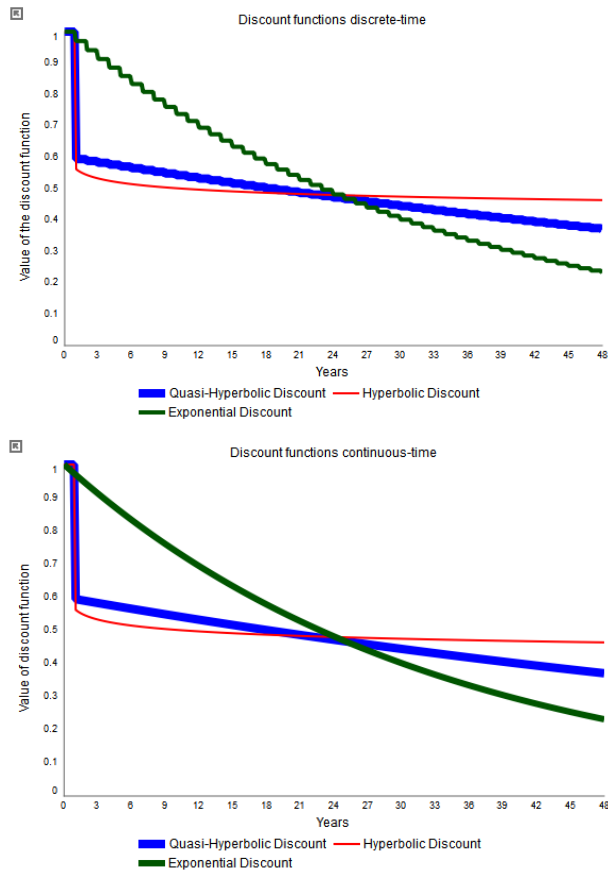 Discount functions discrete-time
Value of the discount function
1
0.9
0.8
0.7
0.6
0.5
0.4
0.3
0.2
0.1
0
0 3 6 9 12 15 18 21 24 27 30 33 36 39 42 45 48
Years
Quasi-Hyperbolic Discount Hyperbolic Discount
Exponential Discount
Discount functions continuous-time
Value of discount function
1
0.9
0.8
0.7
0.6
0.5
0.4
0.3
0.2
0.1
0
0 3 6 9 12 15 18 21 24 27 30 33 36 39 42 45 48
Years
Quasi-Hyperbolic Discount Hyperbolic Discount
Exponential Discount